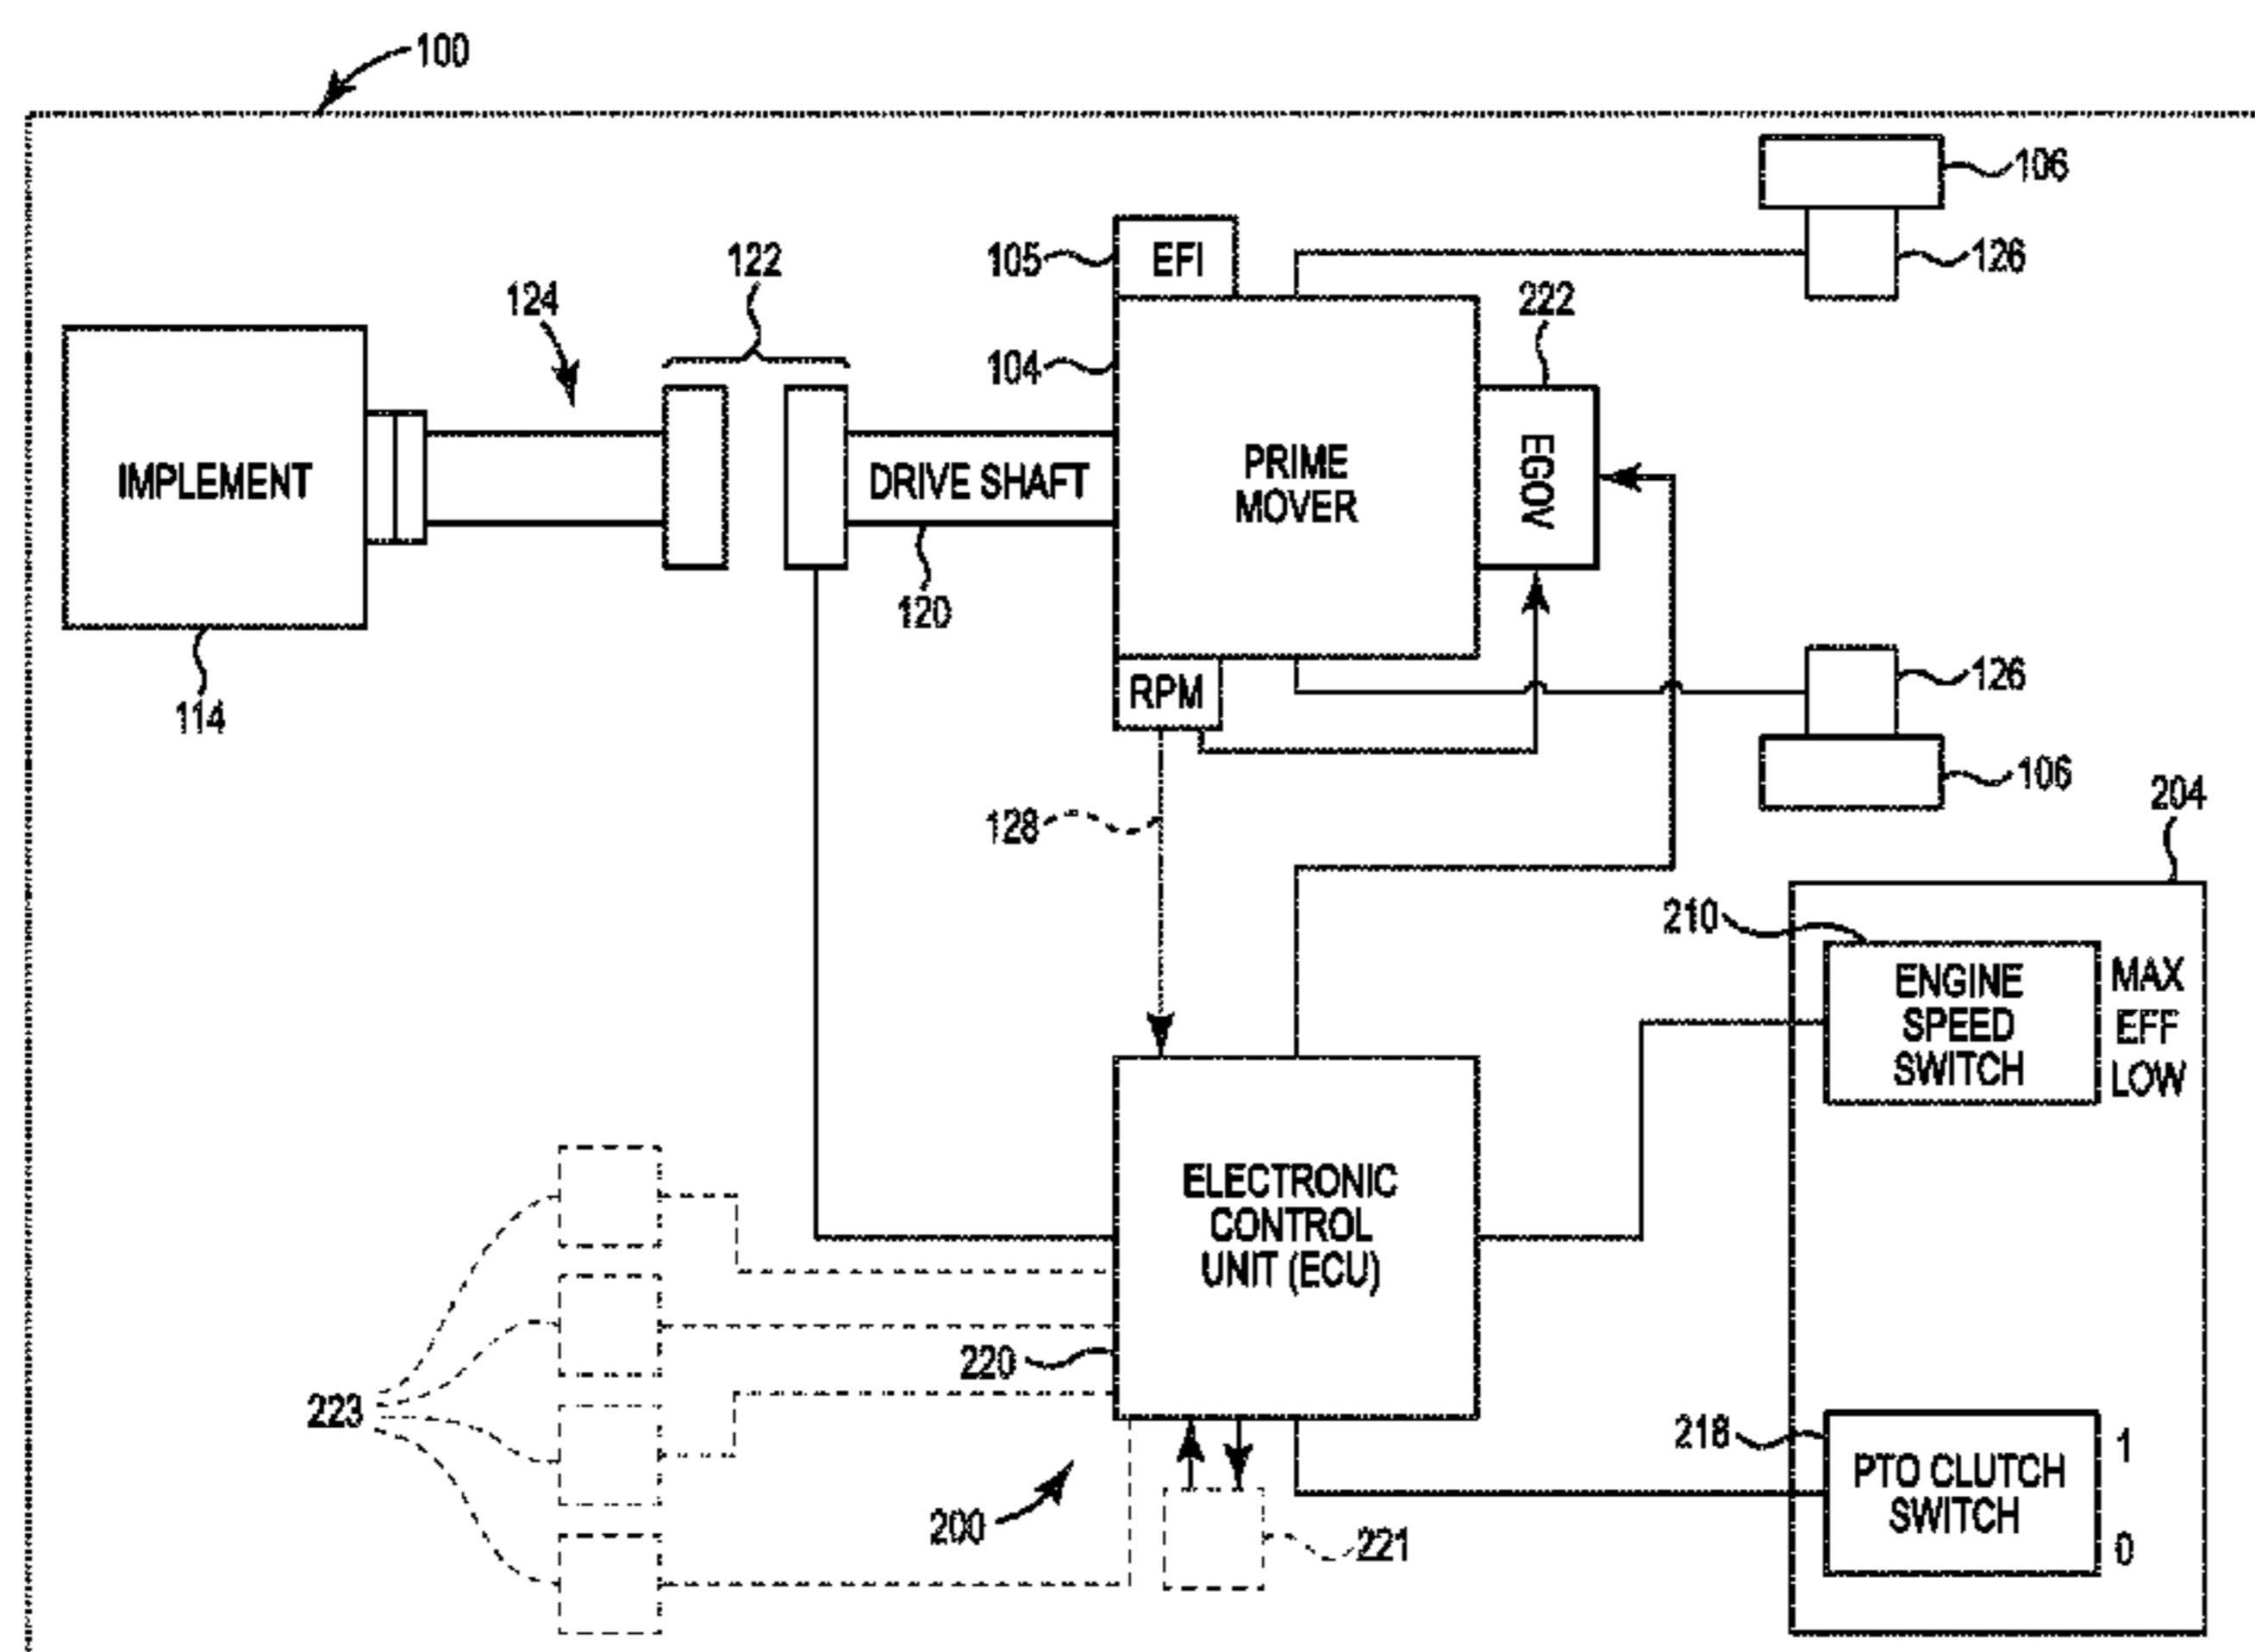 100
106
105
EFI
126
122
124
222
104
IMPLEMENT
DRIVE SHAFT
PRIME
MOVER
EGOV
120
114
RPM
126
106
128
204
210
ENGINE
SPEED
SWITCH
MAX
EFF
LOW
ELECTRONIC
CONTROL
UNIT (ECU)
220
223
218
PTO CLUTCH
SWITCH
1
0
200
221